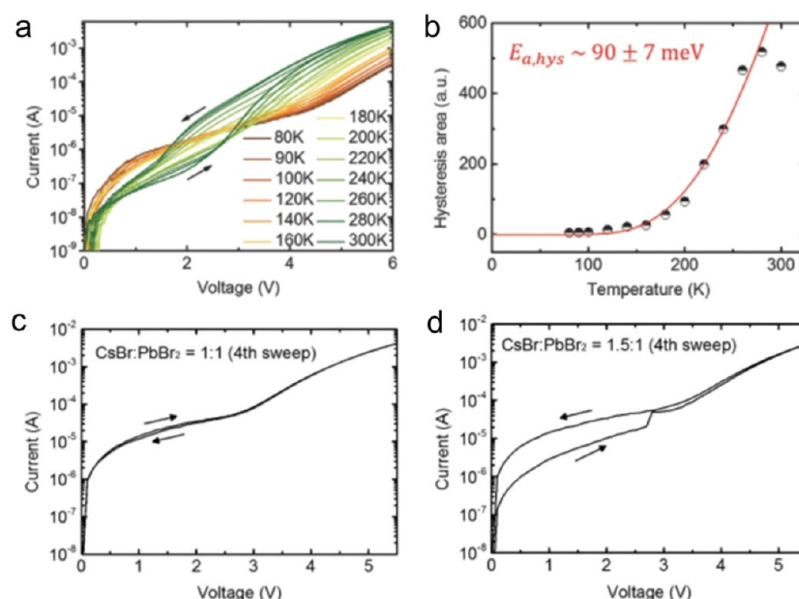 a
10⁻³
10⁻⁴
10⁻⁵
10⁻⁶
10⁻⁷
10⁻⁸
10⁻⁹
Current (A)
80K
90K
100K
120K
140K
160K
180K
200K
220K
240K
260K
280K
300K
0 2 4 6
Voltage (V)
b
E_{a,hys} ~ 90 ± 7 meV
600
400
200
0
Hysteresis area (a.u.)
0 100 200 300
Temperature (K)
c
CsBr:PbBr₂ = 1:1 (4th sweep)
10⁻²
10⁻³
10⁻⁴
10⁻⁵
10⁻⁶
10⁻⁷
10⁻⁸
Current (A)
0 1 2 3 4 5
Voltage (V)
d
CsBr:PbBr₂ = 1.5:1 (4th sweep)
10⁻²
10⁻³
10⁻⁴
10⁻⁵
10⁻⁶
10⁻⁷
10⁻⁸
Current (A)
0 1 2 3 4 5
Voltage (V)